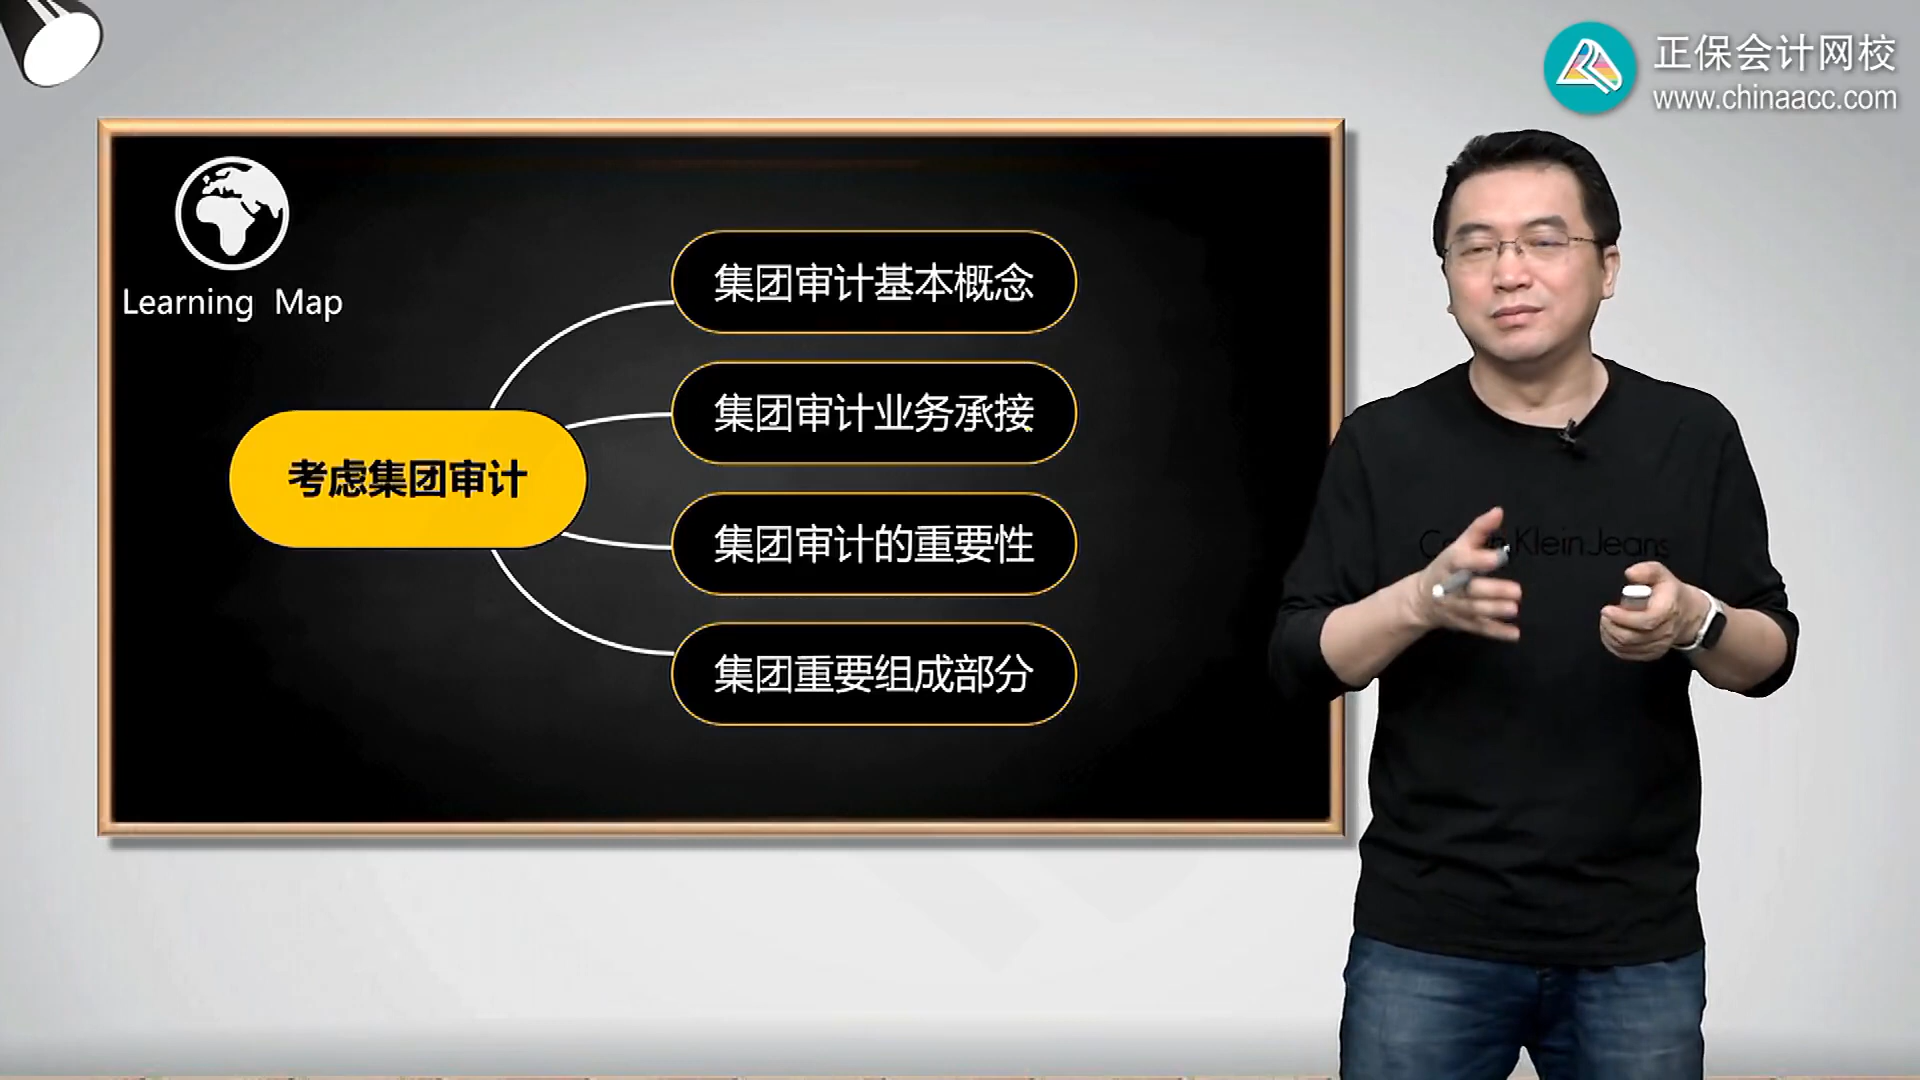 正保会计网校
www.chinaacc.com
Learning Map
集团审计基本概念
集团审计业务承接
考虑集团审计
集团审计的重要性
集团重要组成部分
Klein Jeans